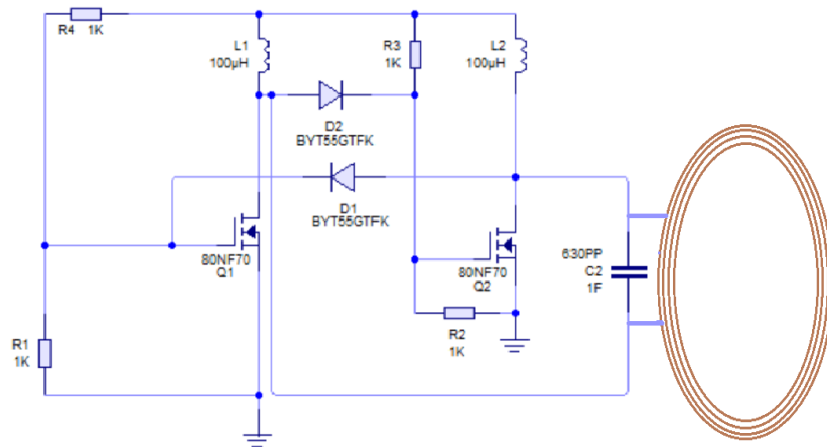 R4 1K
L1
100µH
R3
1K
L2
100µH
D2
BYT55GTFK
D1
BYT55GTFK
80NF70
Q1
80NF70
Q2
630PP
C2
1F
R1
1K
R2
1K